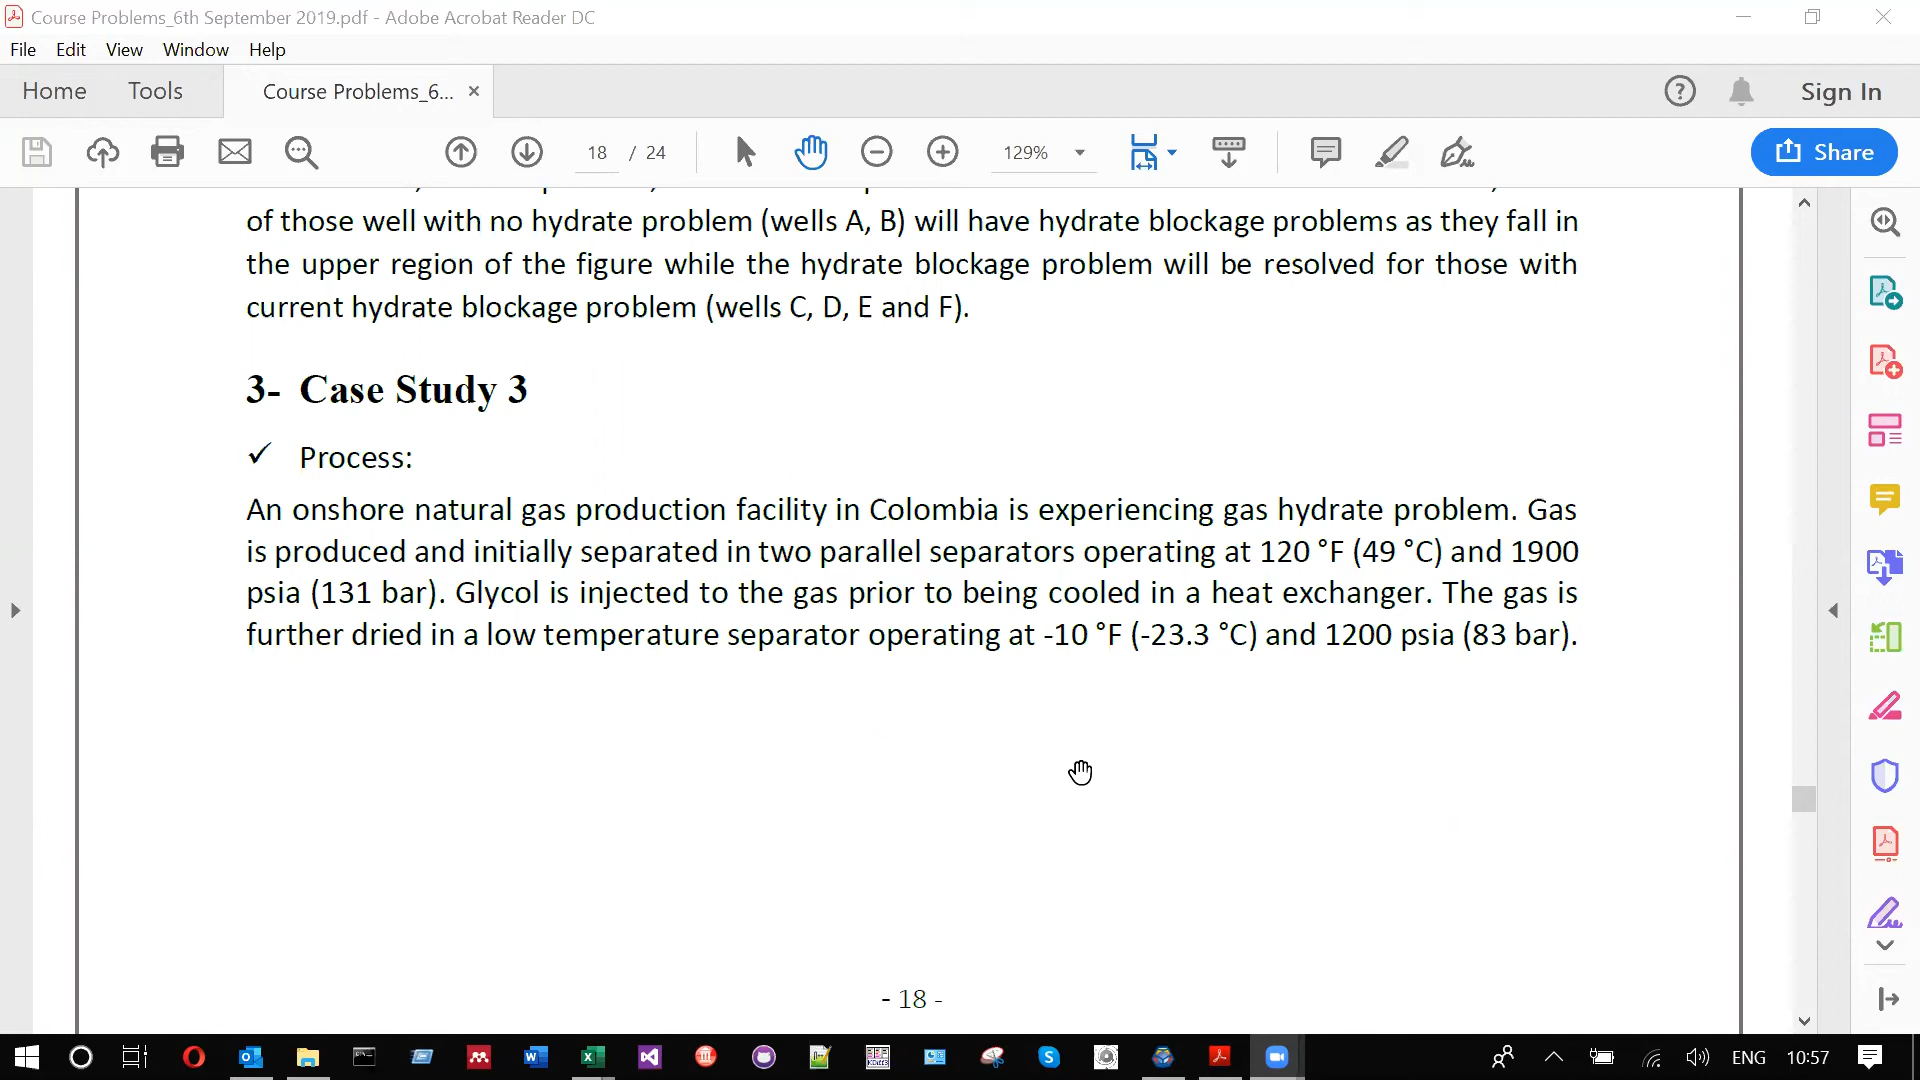 Course Problems_6th September 2019.pdf - Adobe Acrobat Reader DC
File Edit View Window Help
Home Tools Course Problems_6... × Sign In
18 / 24 129% Share
of those well with no hydrate problem (wells A, B) will have hydrate blockage problems as they fall in
the upper region of the figure while the hydrate blockage problem will be resolved for those with
current hydrate blockage problem (wells C, D, E and F).
3- Case Study 3
✓ Process:
An onshore natural gas production facility in Colombia is experiencing gas hydrate problem. Gas
is produced and initially separated in two parallel separators operating at 120 °F (49 °C) and 1900
psia (131 bar). Glycol is injected to the gas prior to being cooled in a heat exchanger. The gas is
further dried in a low temperature separator operating at -10 °F (-23.3 °C) and 1200 psia (83 bar).
- 18 -
ENG 10:57